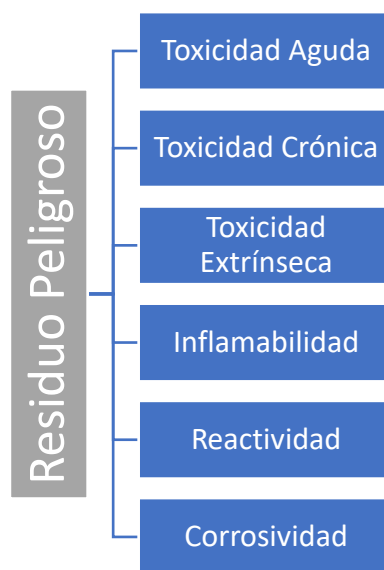 Residuo Peligroso
Toxicidad Aguda
Toxicidad Crónica
Toxicidad
Extrínseca
Inflamabilidad
Reactividad
Corrosividad